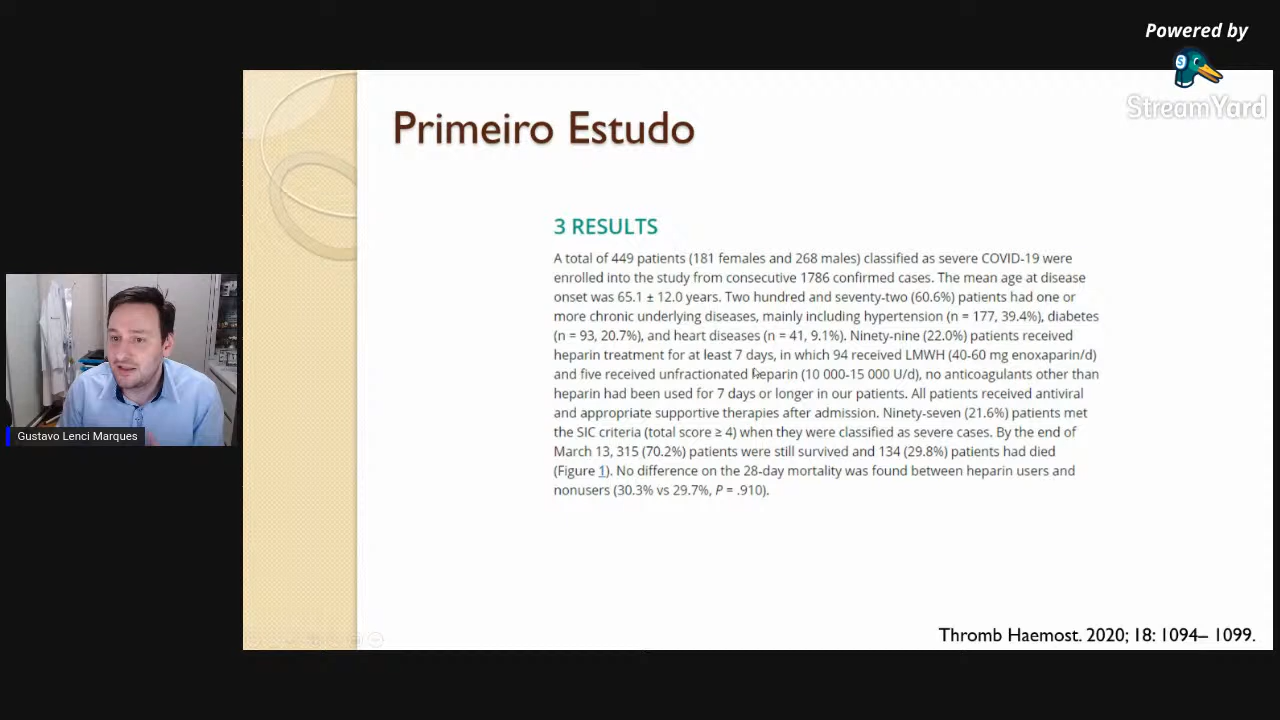 Powered by
StreamYard
Primeiro Estudo
3 RESULTS
A total of 449 patients (181 females and 268 males) classified as severe COVID-19 were
enrolled into the study from consecutive 1786 confirmed cases. The mean age at disease
onset was 65.1 ± 12.0 years. Two hundred and seventy-two (60.6%) patients had one or
more chronic underlying diseases, mainly including hypertension (n = 177, 39.4%), diabetes
(n = 93, 20.7%), and heart diseases (n = 41, 9.1%). Ninety-nine (22.0%) patients received
heparin treatment for at least 7 days, in which 94 received LMWH (40-60 mg enoxaparin/d)
and five received unfractionated heparin (10 000-15 000 U/d), no anticoagulants other than
heparin had been used for 7 days or longer in our patients. All patients received antiviral
and appropriate supportive therapies after admission. Ninety-seven (21.6%) patients met
the SIC criteria (total score ≥ 4) when they were classified as severe cases. By the end of
March 13, 315 (70.2%) patients were still survived and 134 (29.8%) patients had died
(Figure 1). No difference on the 28-day mortality was found between heparin users and
nonusers (30.3% vs 29.7%, P = .910).
Gustavo Lenci Marques
Thromb Haemost. 2020; 18: 1094– 1099.